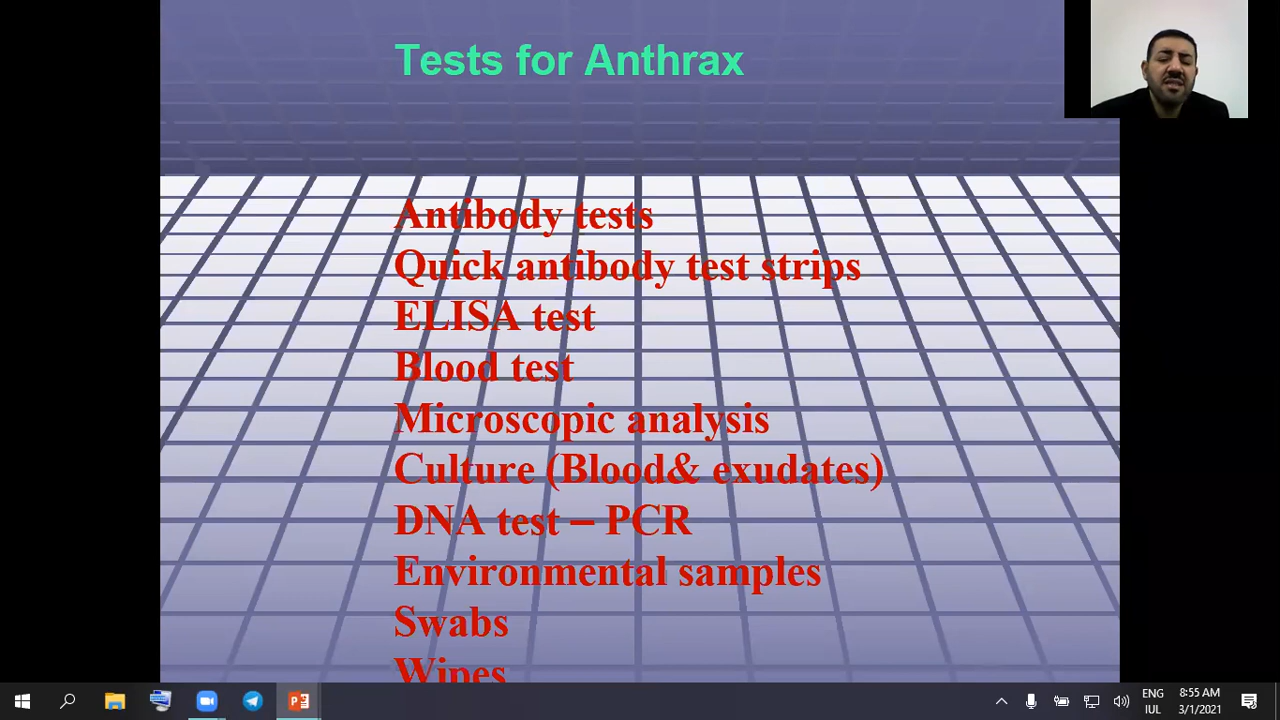 Tests for Anthrax
Antibody tests
Quick antibody test strips
ELISA test
Blood test
Microscopic analysis
Culture (Blood& exudates)
DNA test – PCR
Environmental samples
Swabs
Wipes
ENG
IUL
8:55 AM
3/1/2021